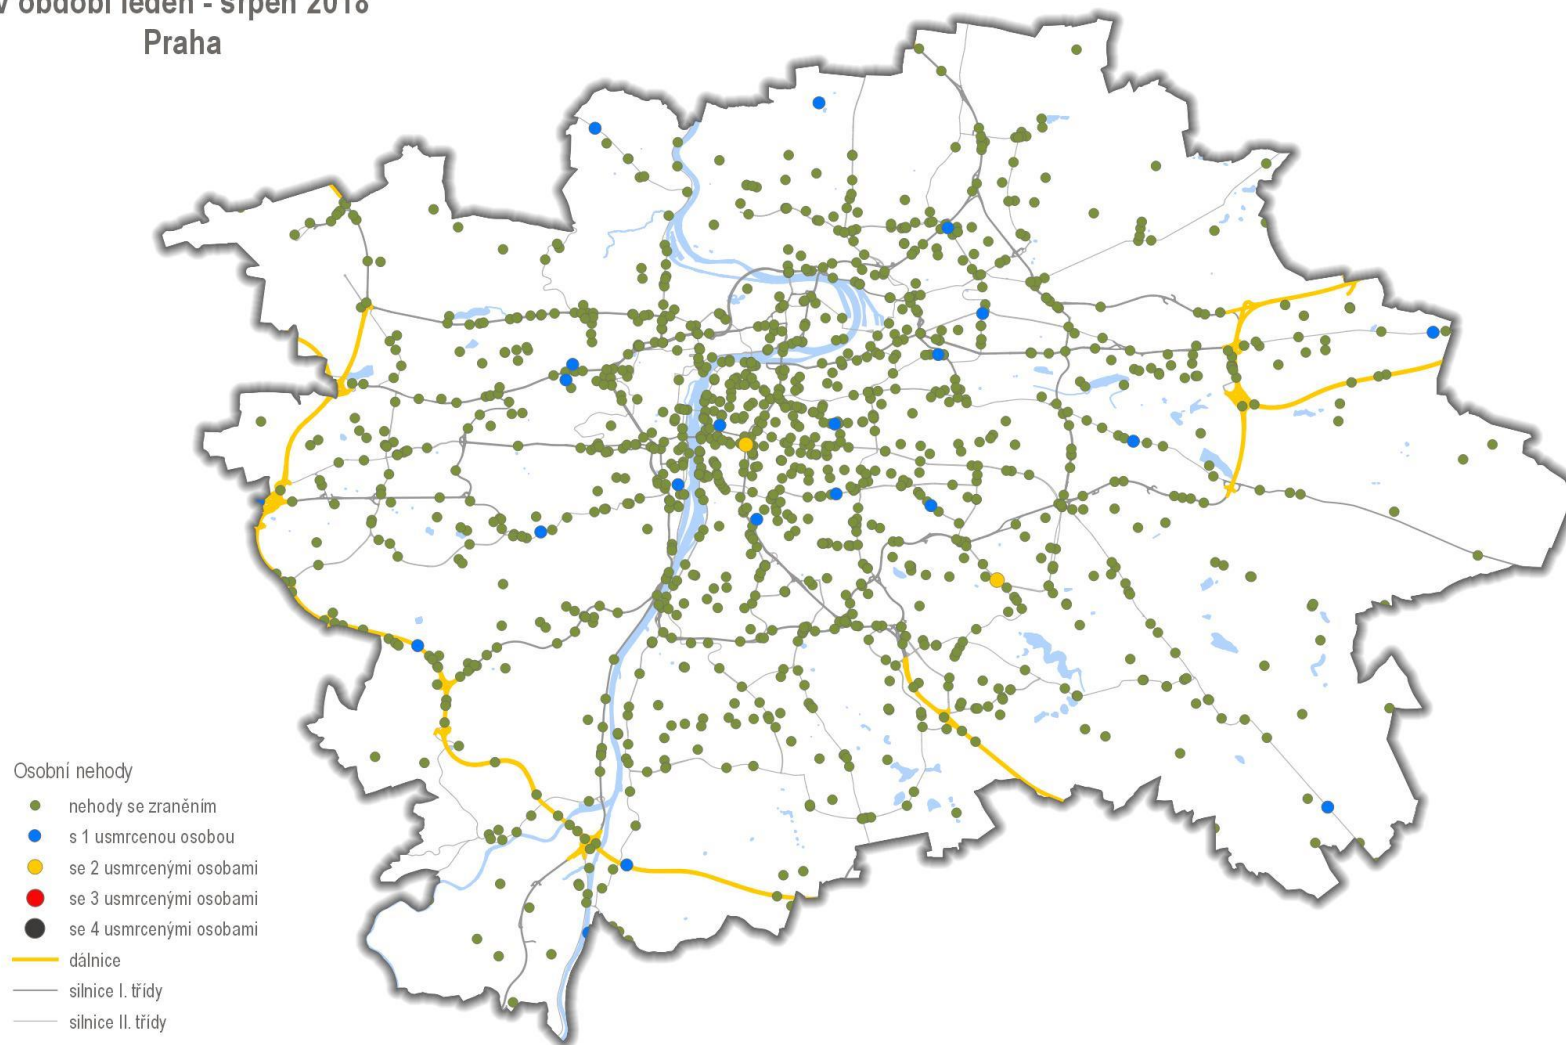 v období leden - srpen 2018
Praha
Osobní nehody
nehody se zraněním
s 1 usmrcenou osobou
se 2 usmrcenými osobami
se 3 usmrcenými osobami
se 4 usmrcenými osobami
dálnice
silnice I. třídy
silnice II. třídy